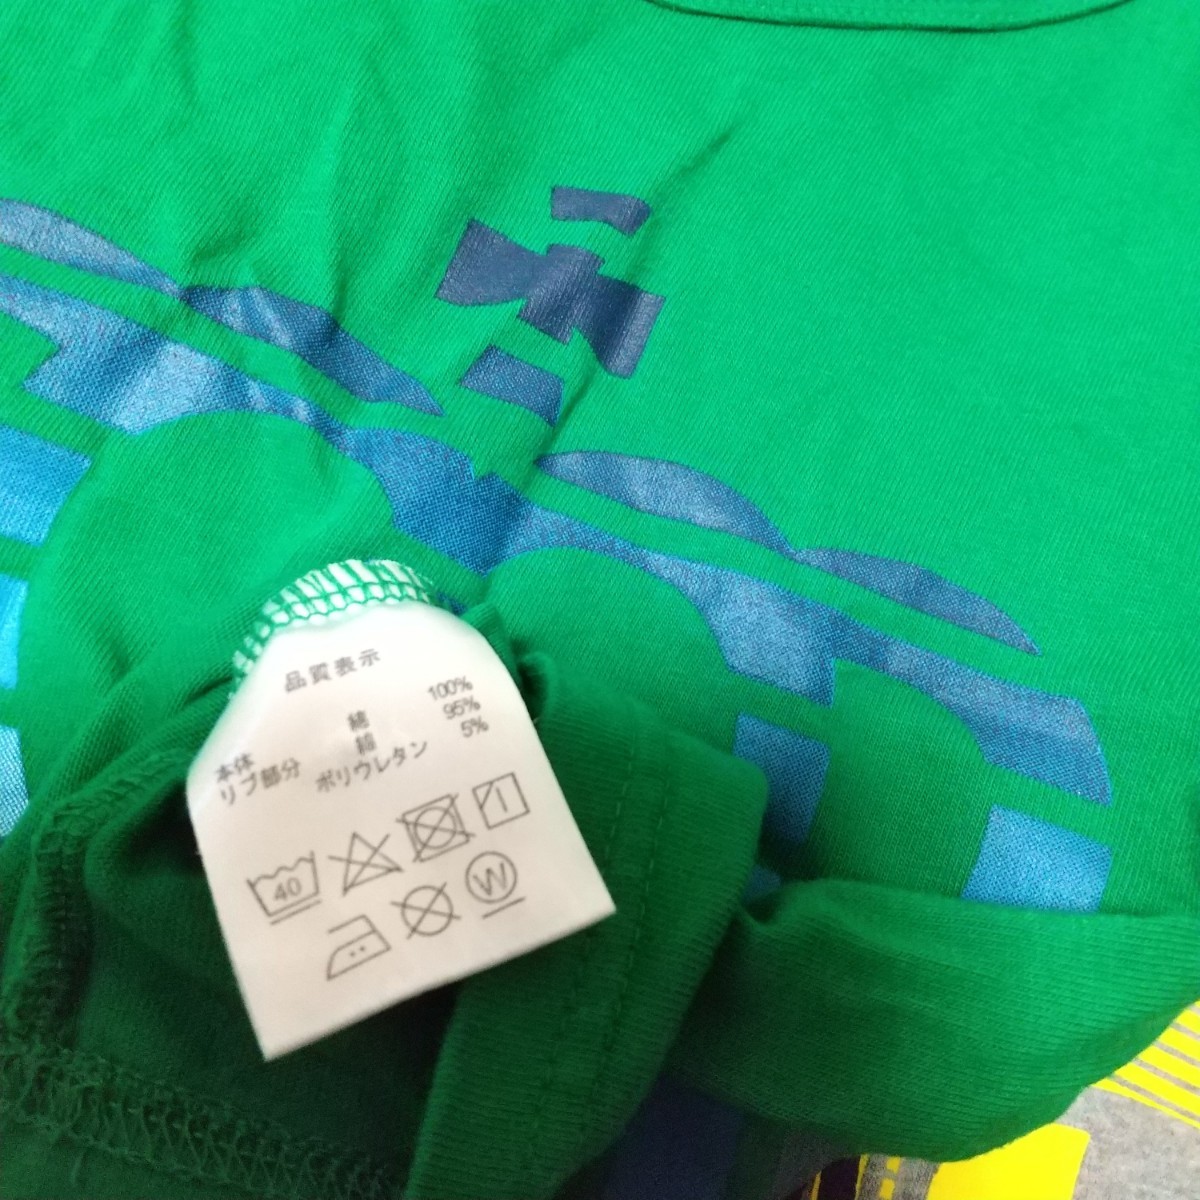 品質表示
本体 綿 100%
リブ部分 綿 95%
ポリウレタン 5%
40
W